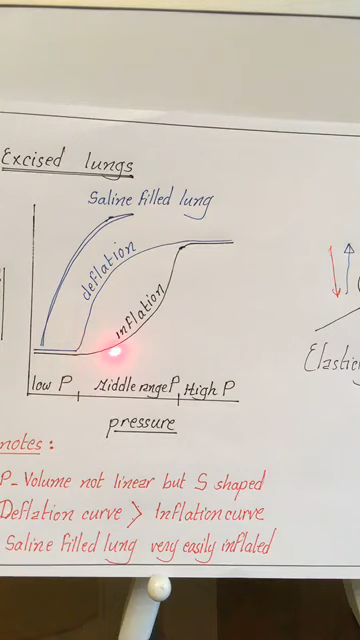 Excised lungs
Saline filled lung
deflation
inflation
low P
Middle range P
High P
pressure
Elastic
notes:
P- Volume not linear but S shaped
Deflation curve > Inflation curve
Saline filled lung very easily inflated